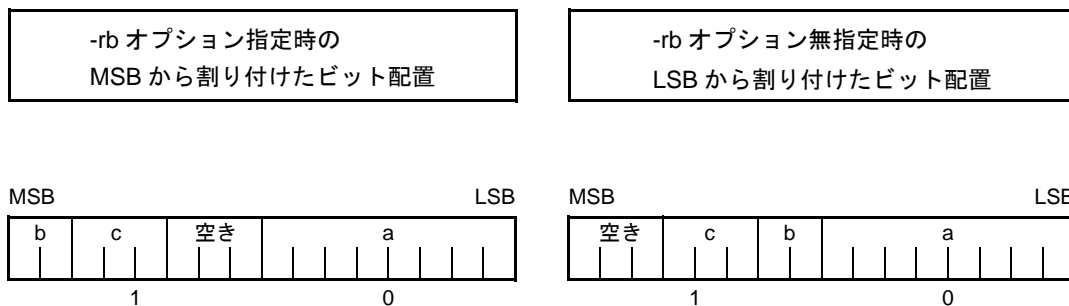 -rb オプション指定時の
MSB から割り付けたビット配置
-rb オプション無指定時の
LSB から割り付けたビット配置
MSB LSB
b c 空き a
1 0
MSB LSB
空き c b a
1 0